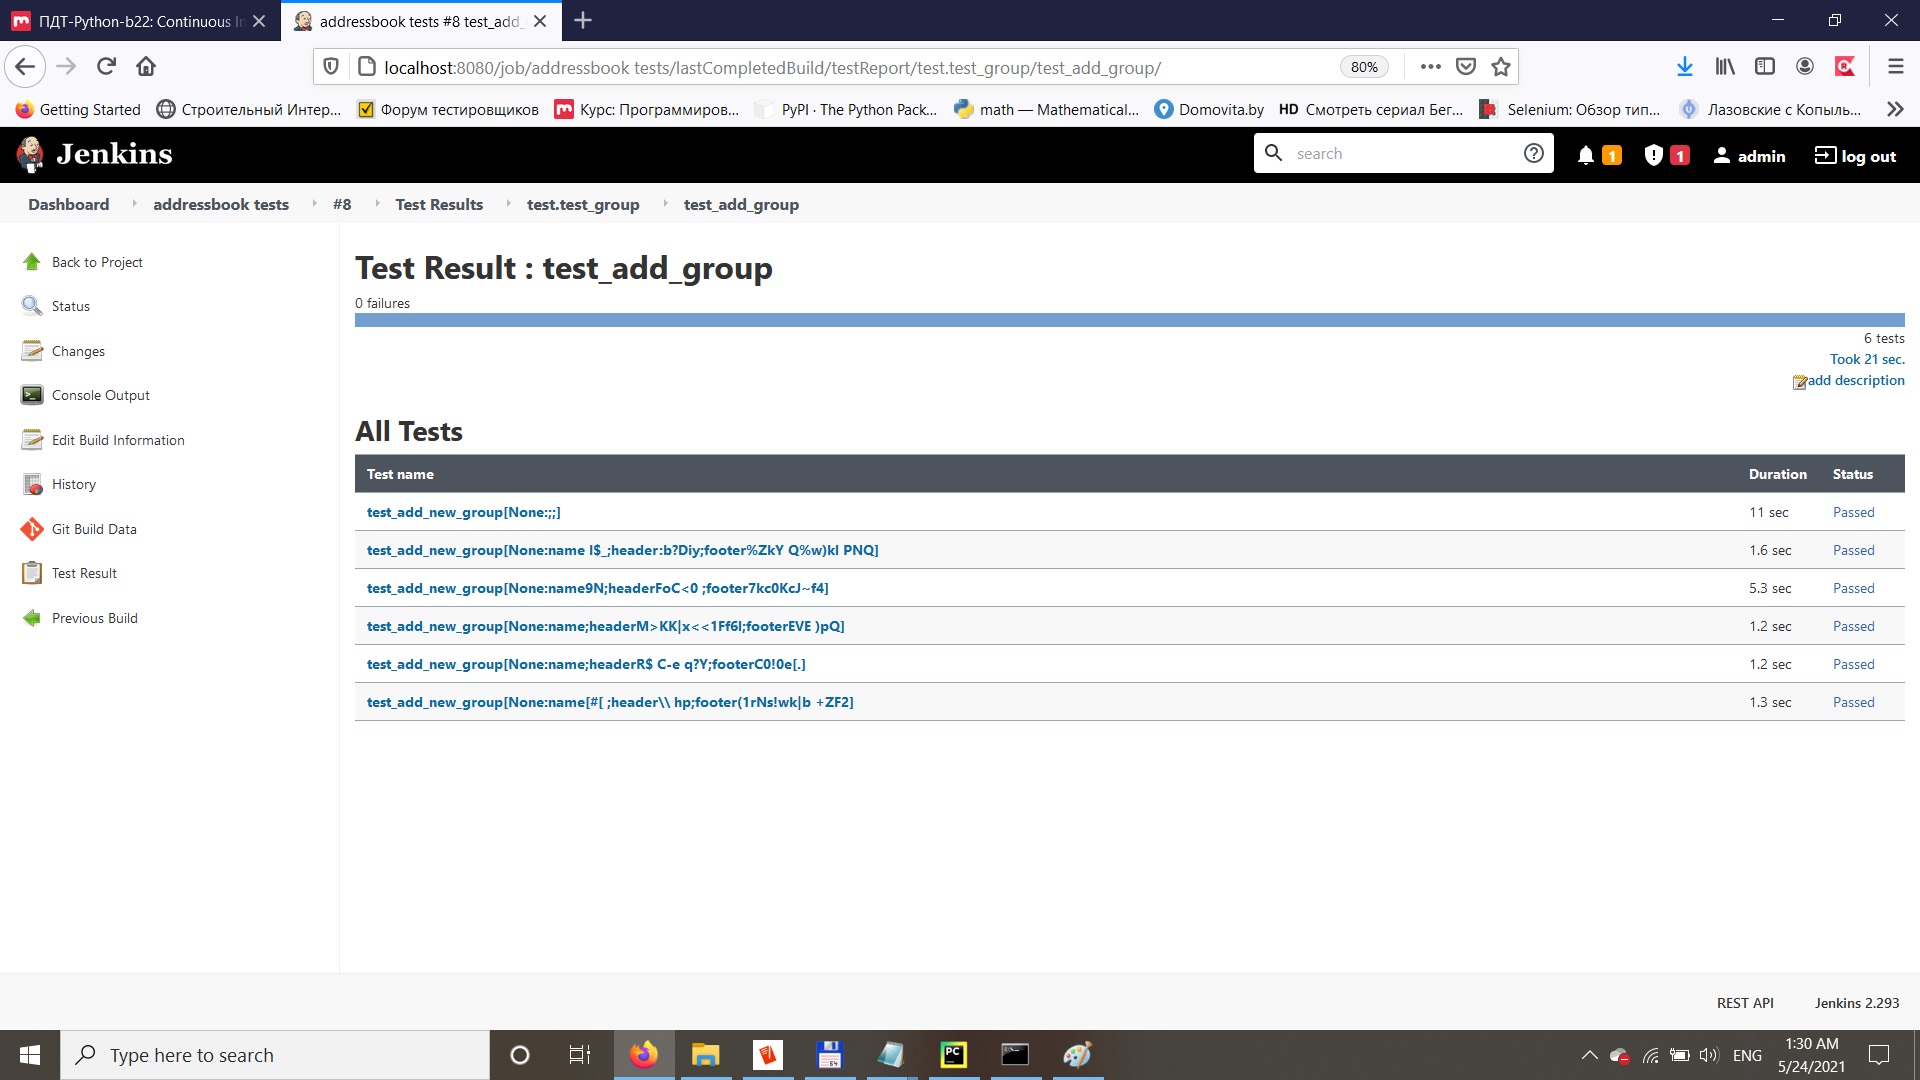 ПДТ-Python-b22: Continuous In
addressbook tests #8 test_add_
localhost:8080/job/addressbook tests/lastCompletedBuild/testReport/test.test_group/test_add_group/
80%
Getting Started
Строительный Интер...
Форум тестировщиков
Курс: Программиров...
PyPI · The Python Pack...
math — Mathematical...
Domovita.by
HD Смотреть сериал Бег...
Selenium: Обзор тип...
Лазовские с Копыль...
Jenkins
search
1
1
admin
log out
Dashboard
addressbook tests
#8
Test Results
test.test_group
test_add_group
Back to Project
Status
Changes
Console Output
Edit Build Information
History
Git Build Data
Test Result
Previous Build
Test Result : test_add_group
0 failures
6 tests
Took 21 sec.
add description
All Tests
Test name Duration Status
test_add_new_group[None:;;] 11 sec Passed
test_add_new_group[None:name I$_;header:b?Diy;footer%ZkY Q%w)kl PNQ] 1.6 sec Passed
test_add_new_group[None:name9N;headerFoC<0 ;footer7kc0KcJ~f4] 5.3 sec Passed
test_add_new_group[None:name;headerM>KK|x<<1Ff6l;footerEVE )pQ] 1.2 sec Passed
test_add_new_group[None:name;headerR$ C-e q?Y;footerC0!0e[.] 1.2 sec Passed
test_add_new_group[None:name[#[ ;header\\ hp;footer(1rNs!wk|b +ZF2] 1.3 sec Passed
REST API
Jenkins 2.293
Type here to search
PC
64
ENG
1:30 AM
5/24/2021